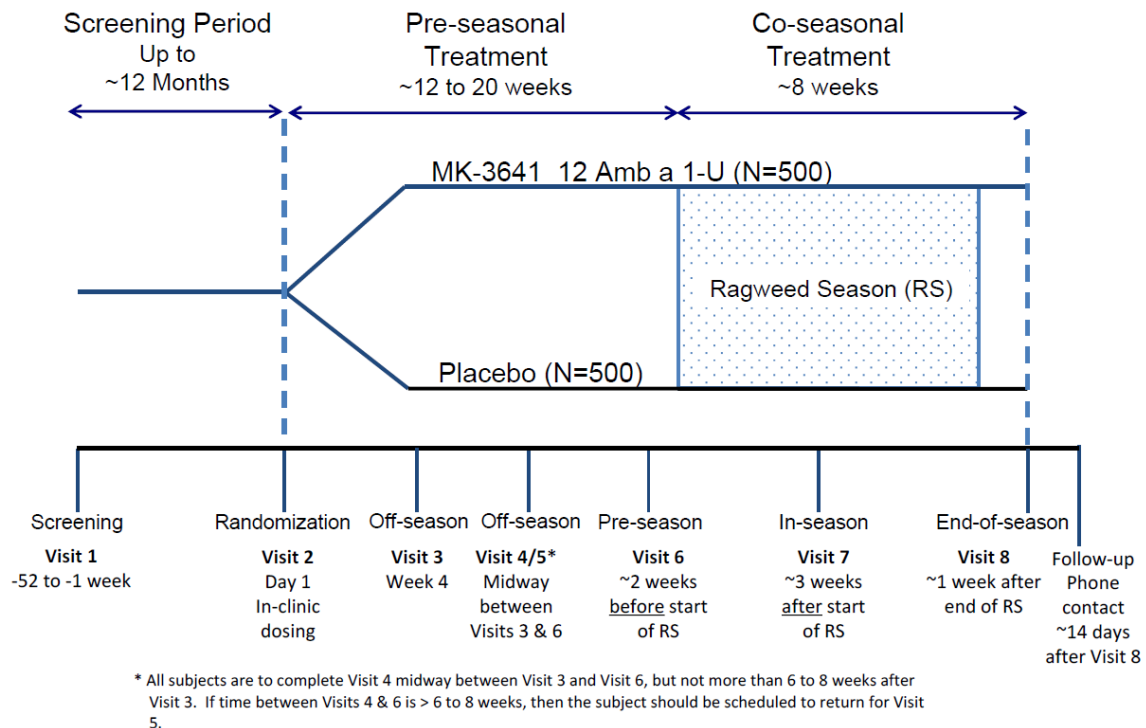 Screening Period
Up to
~12 Months
Pre-seasonal
Treatment
~12 to 20 weeks
Co-seasonal
Treatment
~8 weeks
MK-3641 12 Amb a 1-U (N=500)
Ragweed Season (RS)
Placebo (N=500)
Screening
Visit 1
-52 to -1 week
Randomization
Visit 2
Day 1
In-clinic
dosing
Off-season
Visit 3
Week 4
Off-season
Visit 4/5*
Midway
between
Visits 3 & 6
Pre-season
Visit 6
~2 weeks
before start
of RS
In-season
Visit 7
~3 weeks
after start
of RS
End-of-season
Visit 8
~1 week after
end of RS
Follow-up
Phone
contact
~14 days
after Visit 8
* All subjects are to complete Visit 4 midway between Visit 3 and Visit 6, but not more than 6 to 8 weeks after
Visit 3. If time between Visits 4 & 6 is > 6 to 8 weeks, then the subject should be scheduled to return for Visit
5.